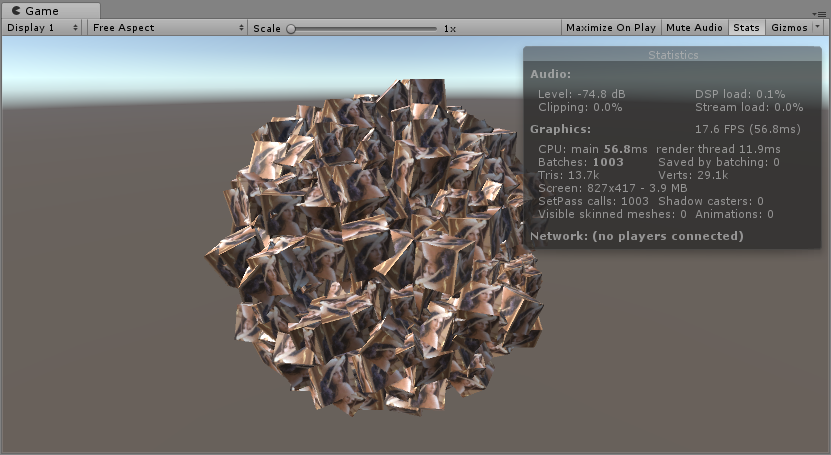 Game
Display 1 Free Aspect Scale 1x Maximize On Play Mute Audio Stats Gizmos
Statistics
Audio:
Level: -74.8 dB DSP load: 0.1%
Clipping: 0.0% Stream load: 0.0%
Graphics: 17.6 FPS (56.8ms)
CPU: main 56.8ms render thread 11.9ms
Batches: 1003 Saved by batching: 0
Tris: 13.7k Verts: 29.1k
Screen: 827x417 - 3.9 MB
SetPass calls: 1003 Shadow casters: 0
Visible skinned meshes: 0 Animations: 0
Network: (no players connected)